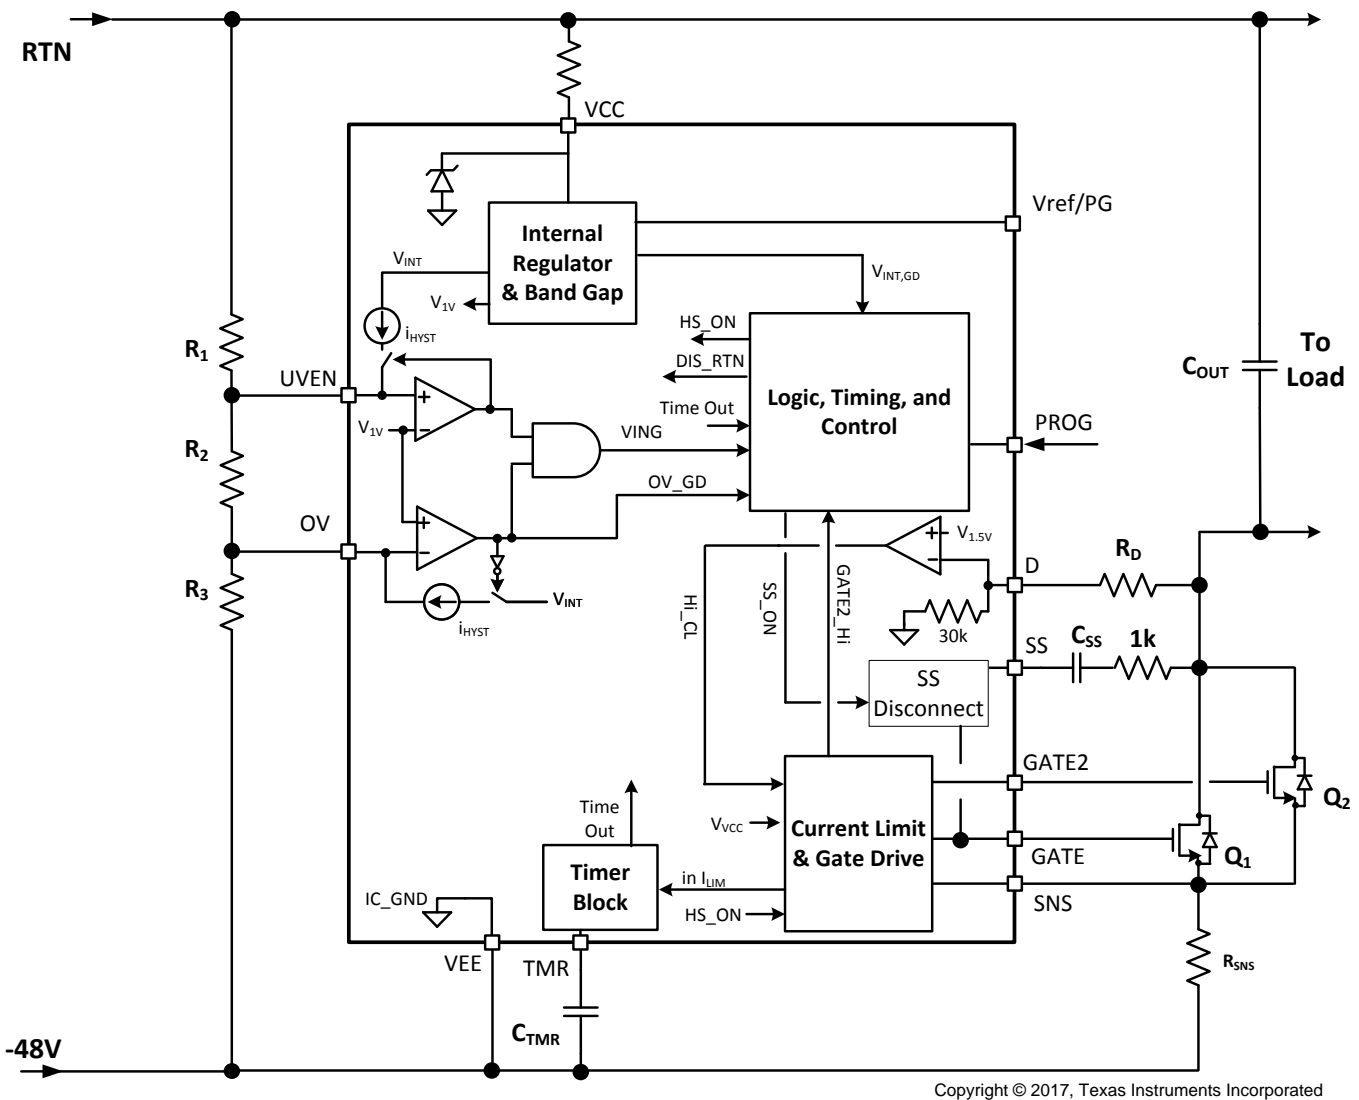 RTN
VCC
Vref/PG
Internal
Regulator
& Band Gap
VINT
V1V
VINT,GD
iHYST
HS_ON
DIS_RTN
Time Out
Logic, Timing, and
Control
PROG
To
Load
COUT
R1
UVEN
V1V
VING
R2
OV_GD
OV
V1.5V
RD
D
R3
VINT
iHYST
30k
Hi_CL
SS_ON
GATE2_Hi
SS
CSS
1k
SS
Disconnect
GATE2
Q2
Time
Out
VVCC
Current Limit
& Gate Drive
GATE
Q1
Timer
Block
in ILIM
HS_ON
SNS
IC_GND
VEE
TMR
RSNS
CTMR
-48V
Copyright © 2017, Texas Instruments Incorporated